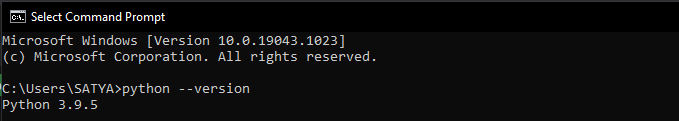 Select Command Prompt
Microsoft Windows [Version 10.0.19043.1023]
(c) Microsoft Corporation. All rights reserved.
C:\Users\SATYA>python --version
Python 3.9.5